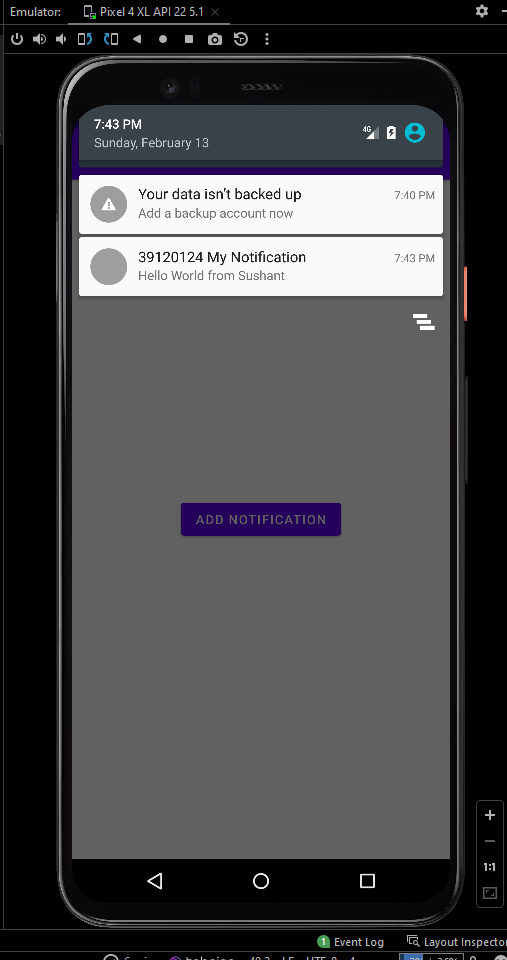 Emulator: Pixel 4 XL API 22 5.1
7:43 PM
Sunday, February 13
4G
Your data isn't backed up
7:40 PM
Add a backup account now
39120124 My Notification
7:43 PM
Hello World from Sushant
ADD NOTIFICATION
1:1
1 Event Log
Layout Inspector